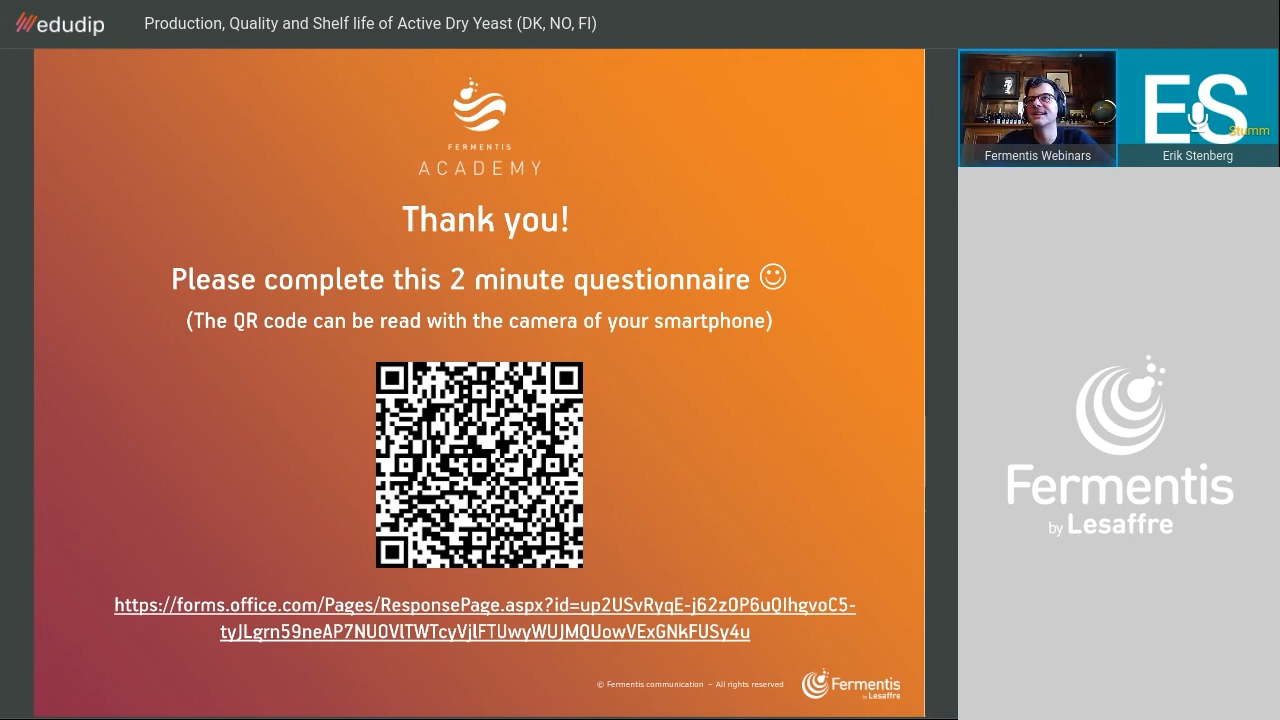 edudip
Production, Quality and Shelf life of Active Dry Yeast (DK, NO, FI)
FERMENTIS
ACADEMY
Thank you!
Please complete this 2 minute questionnaire ☺
(The QR code can be read with the camera of your smartphone)
https://forms.office.com/Pages/ResponsePage.aspx?id=up2USvRyqE-j62zOP6uQIhgvoC5-
tyJLgrn59neAP7NUOVlTWTcyVjlFTUwyWUJMQUowVExGNkFUSy4u
© Fermentis communication – All rights reserved
Fermentis
by Lesaffre
Fermentis Webinars
ES
Stumm
Erik Stenberg
Fermentis
by Lesaffre